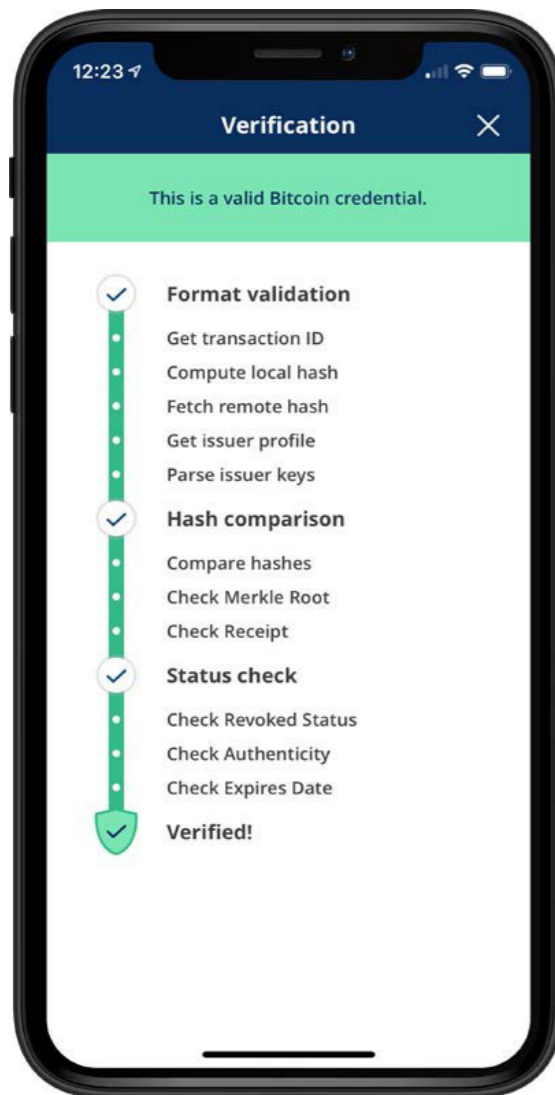 12:23
Verification
This is a valid Bitcoin credential.
Format validation
Get transaction ID
Compute local hash
Fetch remote hash
Get issuer profile
Parse issuer keys
Hash comparison
Compare hashes
Check Merkle Root
Check Receipt
Status check
Check Revoked Status
Check Authenticity
Check Expires Date
Verified!